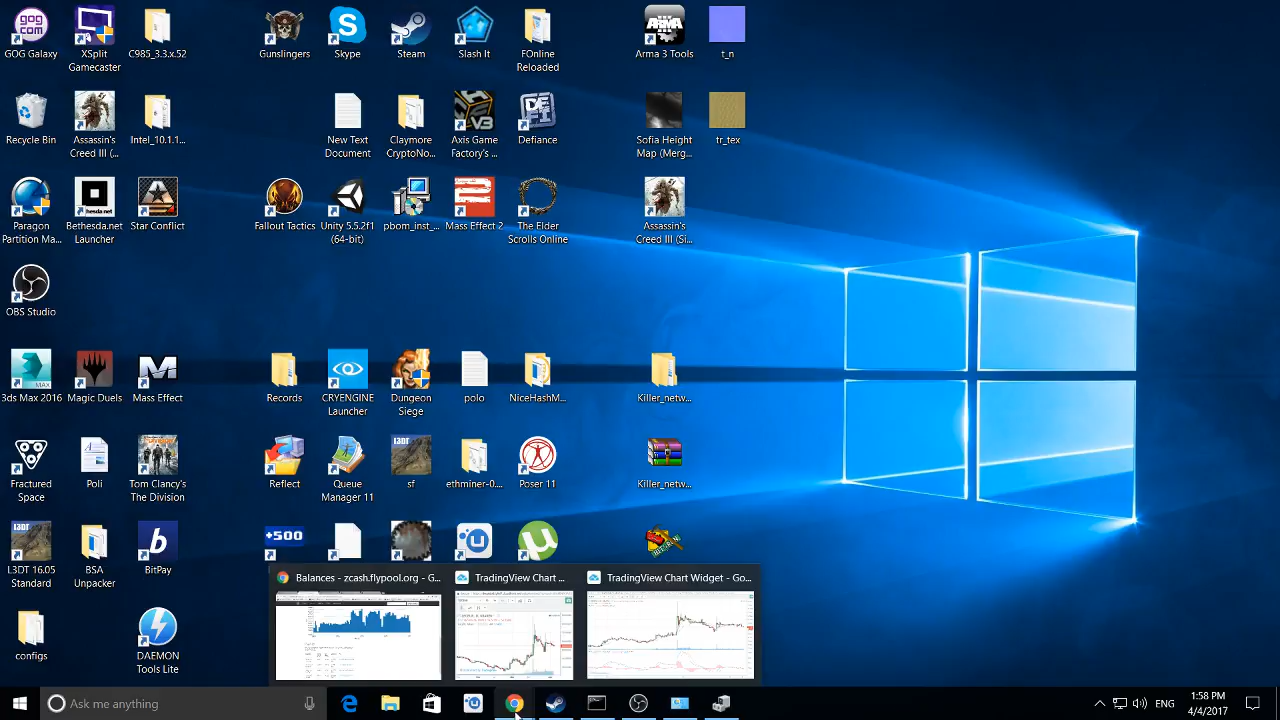 GOG Galaxy
XSplit
Gamecaster
C985_3.3.x.52
Gunslingers
Skype
Steam
Slash It
FOnline
Reloaded
Arma 3 Tools
t_n
Recycle Bin
Assassin's
Creed III (...
Intel_10.1.1...
New Text
Document
Claymore
CryptoNo...
Axis Game
Factory's ...
Defiance
Sofia Height
Map (Merg...
tr_tex
Paragon
Partition Ma...
Bethesda.net
Launcher
Star Conflict
Fallout Tactics
Unity 5.5.2f1
(64-bit)
pbom_inst_...
Mass Effect 2
The Elder
Scrolls Online
Assassin's
Creed III (Si...
OBS Studio
3ds Max 2016
Magic Duels
Mass Effect
Records
CRYENGINE
Launcher
Dungeon
Siege
polo
NiceHashM...
Killer_netw...
Fractured
Space
Poli
Tom Clancy's
The Division
Reflect
Queue
Manager 11
sf
ethminer-0....
Poser 11
Killer_netw...
L3DT 16.05
Standard
BSA
Unpacker
BitPay
+500
Balances - zcash.flypool.org - G...
TradingView Chart ...
TradingView Chart Widget - Go...
config
DAEMON
Tools Lite
Ask me anything
ENG
1:58 PM
4/4/2017